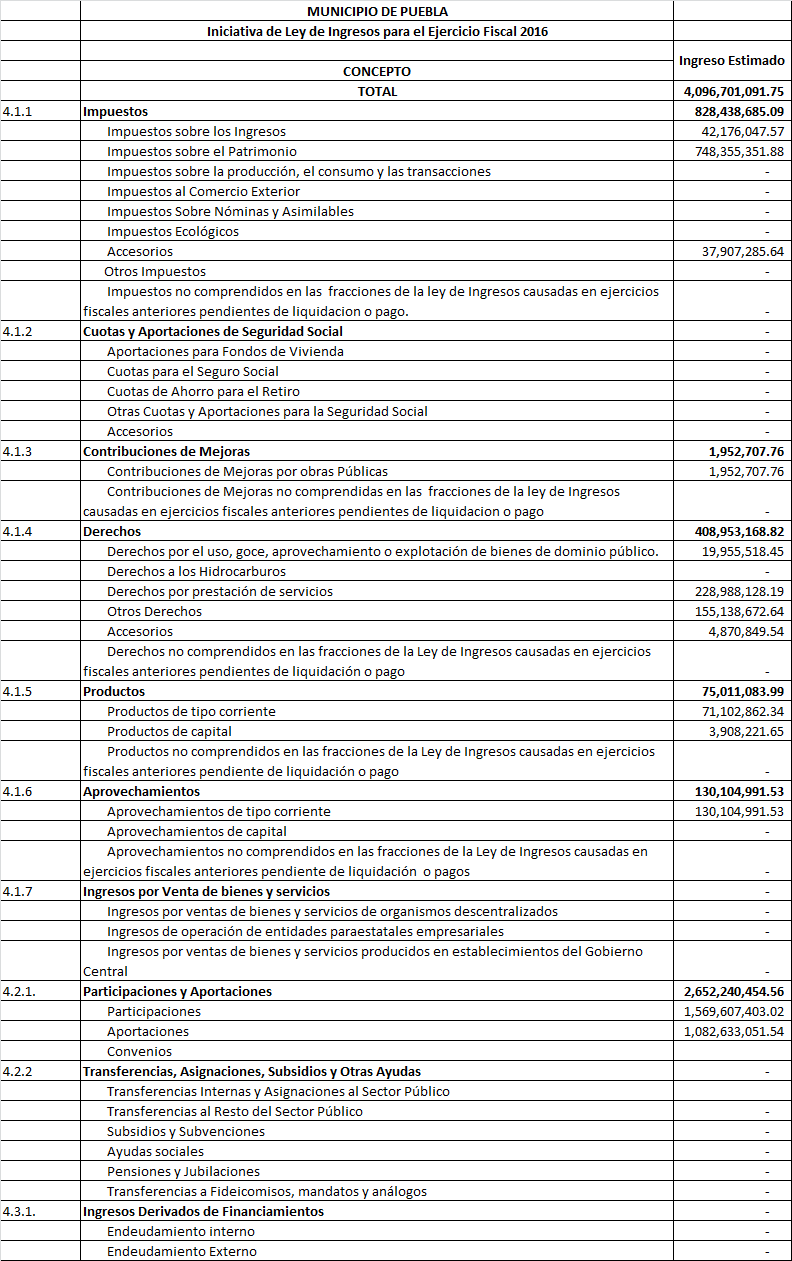 MUNICIPIO DE PUEBLA
Iniciativa de Ley de Ingresos para el Ejercicio Fiscal 2016
Ingreso Estimado
CONCEPTO
TOTAL 4,096,701,091.75
4.1.1 Impuestos 828,438,685.09
Impuestos sobre los Ingresos 42,176,047.57
Impuestos sobre el Patrimonio 748,355,351.88
Impuestos sobre la producción, el consumo y las transacciones -
Impuestos al Comercio Exterior -
Impuestos Sobre Nóminas y Asimilables -
Impuestos Ecológicos -
Accesorios 37,907,285.64
Otros Impuestos -
Impuestos no comprendidos en las fracciones de la ley de Ingresos causadas en ejercicios
fiscales anteriores pendientes de liquidacion o pago. -
4.1.2 Cuotas y Aportaciones de Seguridad Social -
Aportaciones para Fondos de Vivienda -
Cuotas para el Seguro Social -
Cuotas de Ahorro para el Retiro -
Otras Cuotas y Aportaciones para la Seguridad Social -
Accesorios -
4.1.3 Contribuciones de Mejoras 1,952,707.76
Contribuciones de Mejoras por obras Públicas 1,952,707.76
Contribuciones de Mejoras no comprendidas en las fracciones de la ley de Ingresos
causadas en ejercicios fiscales anteriores pendientes de liquidacion o pago -
4.1.4 Derechos 408,953,168.82
Derechos por el uso, goce, aprovechamiento o explotación de bienes de dominio público. 19,955,518.45
Derechos a los Hidrocarburos -
Derechos por prestación de servicios 228,988,128.19
Otros Derechos 155,138,672.64
Accesorios 4,870,849.54
Derechos no comprendidos en las fracciones de la Ley de Ingresos causadas en ejercicios
fiscales anteriores pendientes de liquidación o pago -
4.1.5 Productos 75,011,083.99
Productos de tipo corriente 71,102,862.34
Productos de capital 3,908,221.65
Productos no comprendidos en las fracciones de la Ley de Ingresos causadas en ejercicios
fiscales anteriores pendiente de liquidación o pago -
4.1.6 Aprovechamientos 130,104,991.53
Aprovechamientos de tipo corriente 130,104,991.53
Aprovechamientos de capital -
Aprovechamientos no comprendidos en las fracciones de la Ley de Ingresos causadas en
ejercicios fiscales anteriores pendiente de liquidación o pagos -
4.1.7 Ingresos por Venta de bienes y servicios -
Ingresos por ventas de bienes y servicios de organismos descentralizados -
Ingresos de operación de entidades paraestatales empresariales -
Ingresos por ventas de bienes y servicios producidos en establecimientos del Gobierno
Central -
4.2.1. Participaciones y Aportaciones 2,652,240,454.56
Participaciones 1,569,607,403.02
Aportaciones 1,082,633,051.54
Convenios
4.2.2 Transferencias, Asignaciones, Subsidios y Otras Ayudas -
Transferencias Internas y Asignaciones al Sector Público
Transferencias al Resto del Sector Público -
Subsidios y Subvenciones -
Ayudas sociales -
Pensiones y Jubilaciones -
Transferencias a Fideicomisos, mandatos y análogos -
4.3.1. Ingresos Derivados de Financiamientos -
Endeudamiento interno -
Endeudamiento Externo -